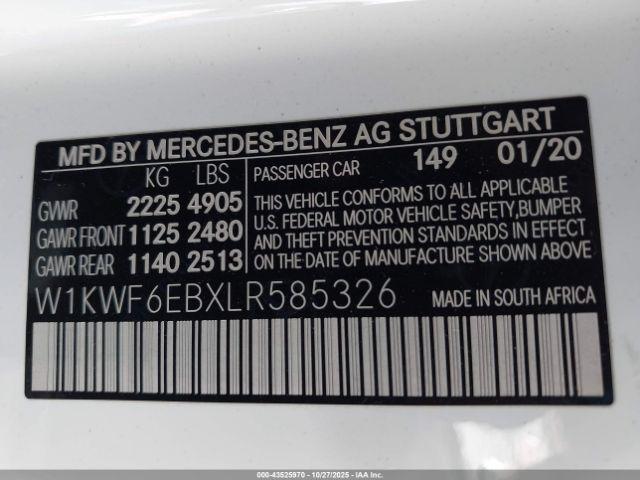 MFD BY MERCEDES-BENZ AG STUTTGART
KG LBS
GVWR 2225 4905
GAWR FRONT 1125 2480
GAWR REAR 1140 2513
PASSENGER CAR 149 01/20
THIS VEHICLE CONFORMS TO ALL APPLICABLE
U.S. FEDERAL MOTOR VEHICLE SAFETY,BUMPER
AND THEFT PREVENTION STANDARDS IN EFFECT
ON THE DATE OF MANUFACTURE SHOWN ABOVE.
W1KWF6EBXLR585326 MADE IN SOUTH AFRICA
000-43525970 | 10/27/2025 | IAAI.COM